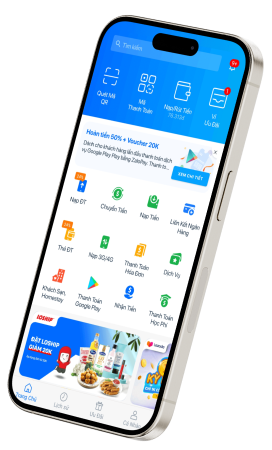 Tìm kiếm
9+
Quét Mã
QR
Mã
Thanh Toán
Nạp/Rút Tiền
Ví
Ưu Đãi
Hoàn tiền 50% + Voucher 20K
Dành cho khách hàng lần đầu thanh toán dịch
vụ Google Play bằng ZaloPay. Thanh to...
XEM CHI TIẾT
Nạp ĐT
Chuyển Tiền
Nạp Tiền
Liên Kết Ngân
Hàng
Thẻ ĐT
Nạp 3G/4G
Thanh Toán
Hóa Đơn
Dịch Vụ
Khách Sạn,
Homestay
Thanh Toán
Google Play
Nhận Tiền
Thanh Toán
Học Phí
LOSHIP
ĐẶT LOSHIP
GIẢM 20K
Trang Chủ
Lịch sử
Ưu Đãi
Cá Nhân